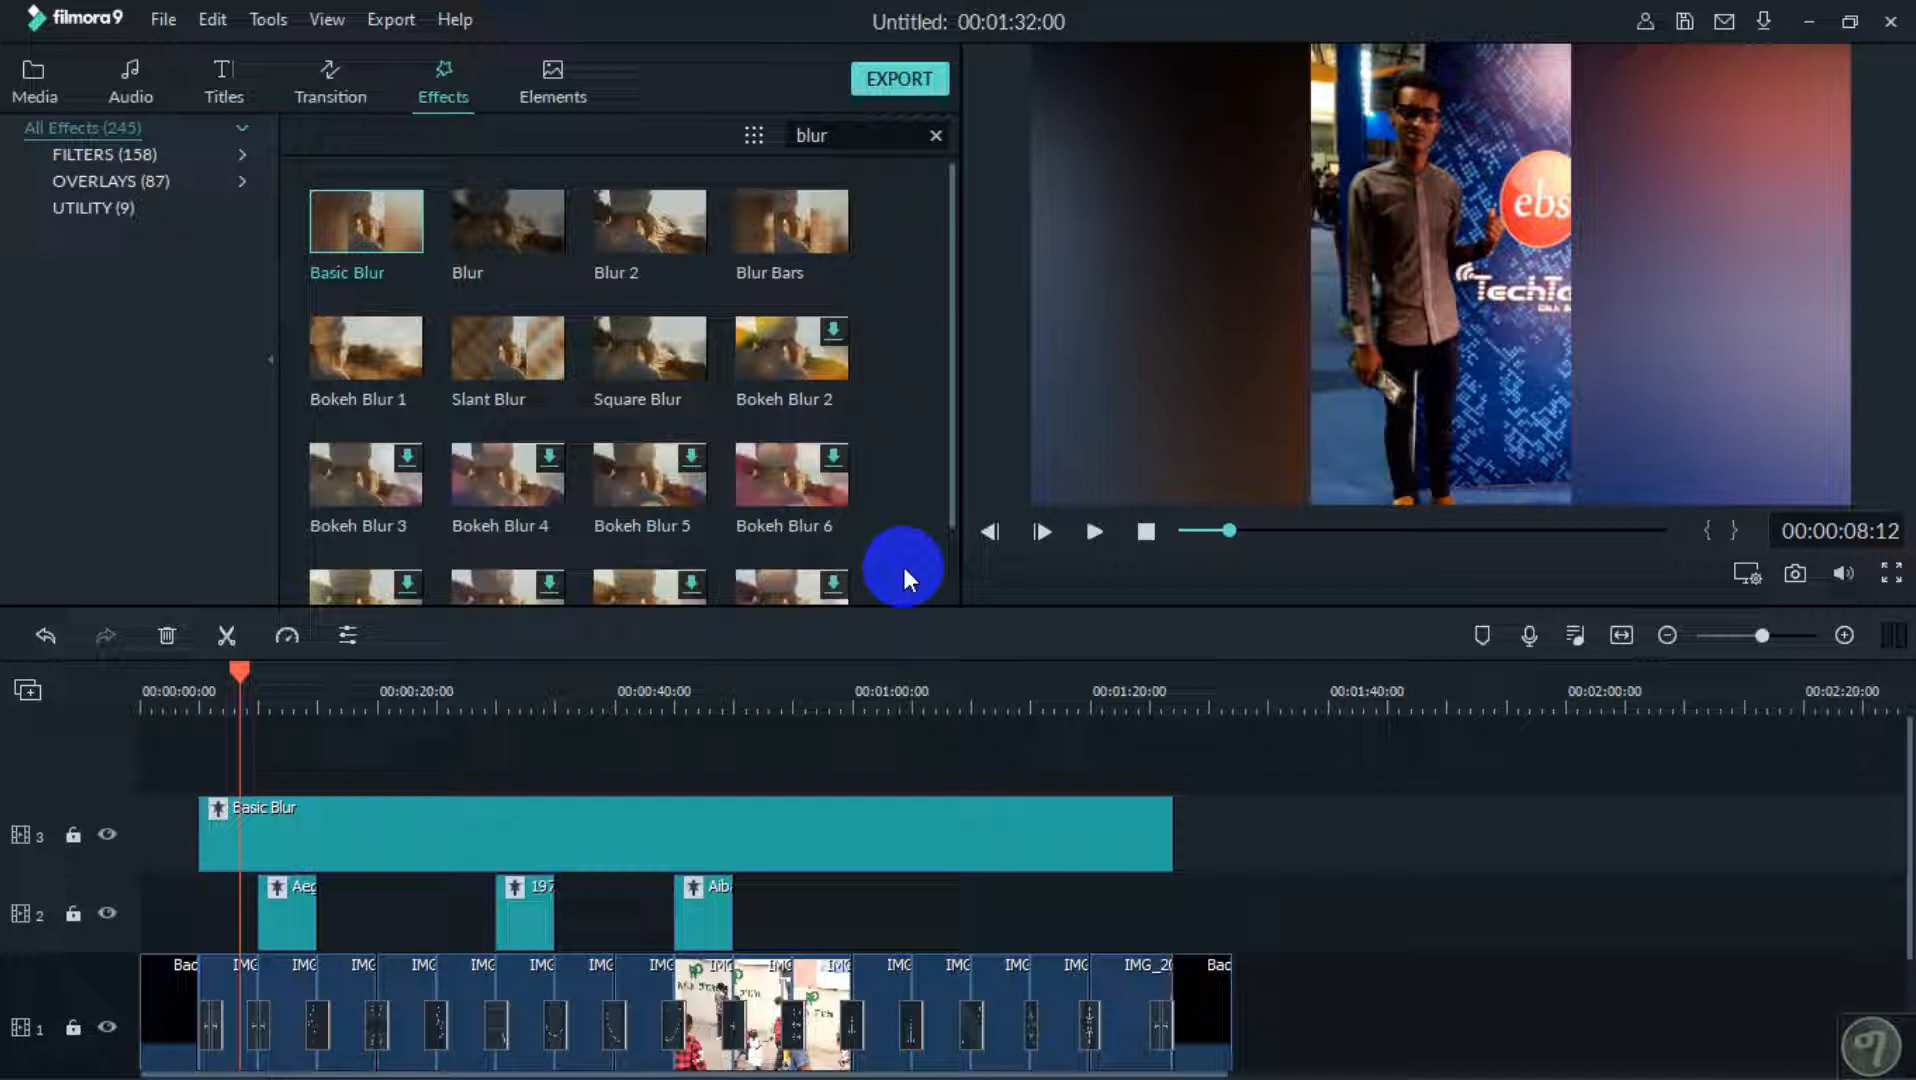 filmora9 File Edit Tools View Export Help Untitled: 00:01:32:00
Media Audio Titles Transition Effects Elements EXPORT
All Effects (245)
FILTERS (158)
OVERLAYS (87)
UTILITY (9)
blur
Basic Blur Blur Blur 2 Blur Bars
Bokeh Blur 1 Slant Blur Square Blur Bokeh Blur 2
Bokeh Blur 3 Bokeh Blur 4 Bokeh Blur 5 Bokeh Blur 6
ebs
TechTa
{ } 00:00:08:12
00:00:00:00 00:00:20:00 00:00:40:00 00:01:00:00 00:01:20:00 00:01:40:00 00:02:00:00 00:02:20:00
3 Basic Blur
2 Aeg 197 Aib
Bac IMG IMG IMG IMG IMG IMG IMG IMG IMG IMG IMG IMG IMG IMG IMG IMG_20 Bac
1